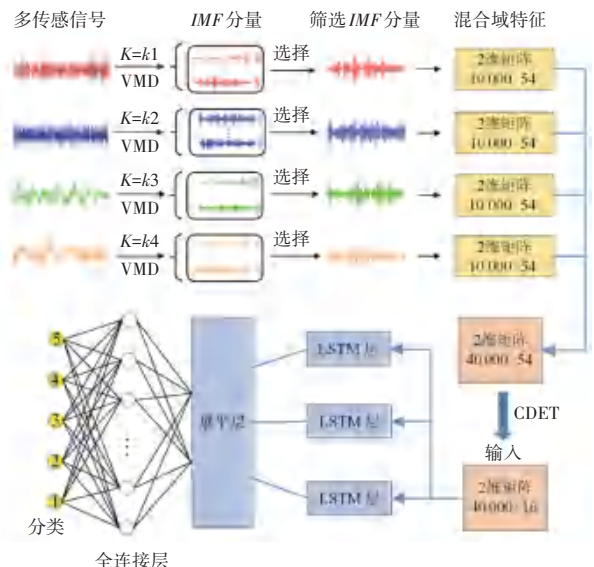 多传感信号
IMF分量
筛选IMF分量
混合域特征
K=k1
VMD
选择
2维矩阵
10 000×54
K=k2
VMD
2维矩阵
10 000×54
K=k3
VMD
选择
2维矩阵
10 000×54
K=k4
VMD
选择
2维矩阵
10 000×54
5
4
3
2
1
分类
全连接层
LSTM层
LSTM层
LSTM层
2维矩阵
40 000×54
CDET
输入
2维矩阵
40 000×16